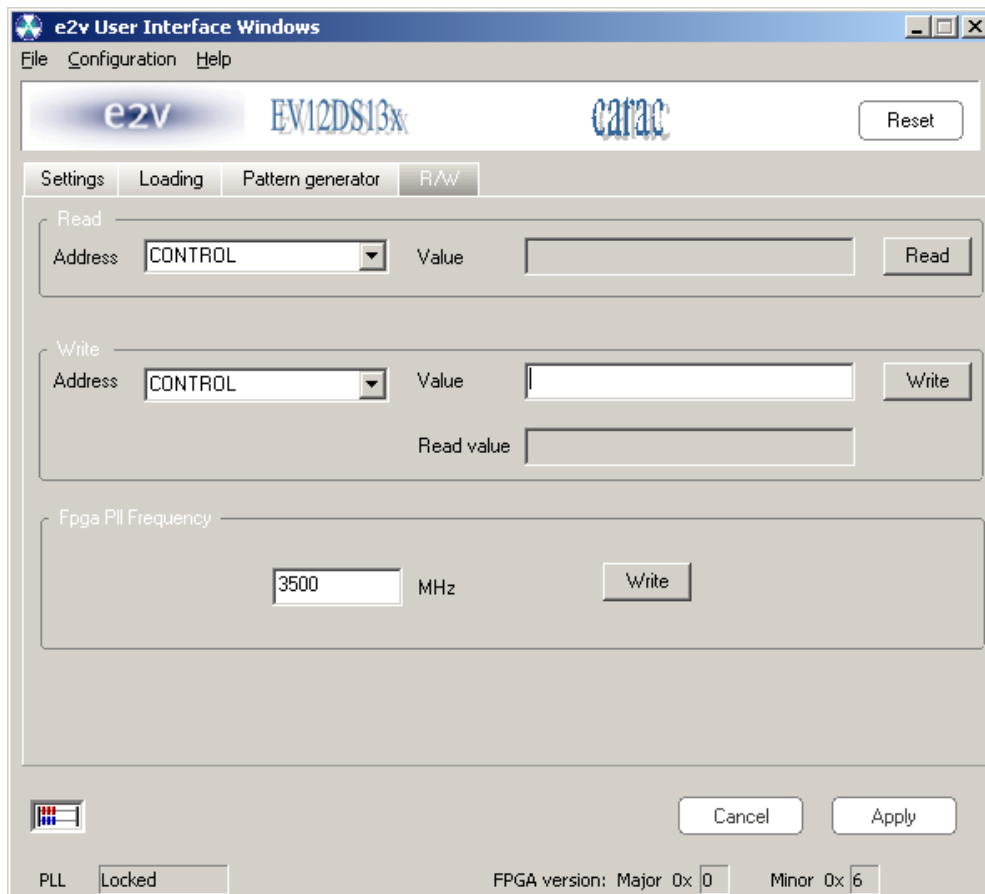 e2v User Interface Windows
File Configuration Help
e2v EV12DS13x carac Reset
Settings Loading Pattern generator R/W
Read
Address CONTROL Value Read
Write
Address CONTROL Value Write
Read value
Fpga Pll Frequency
3500 MHz Write
Cancel Apply
PLL Locked FPGA version: Major 0x 0 Minor 0x 6